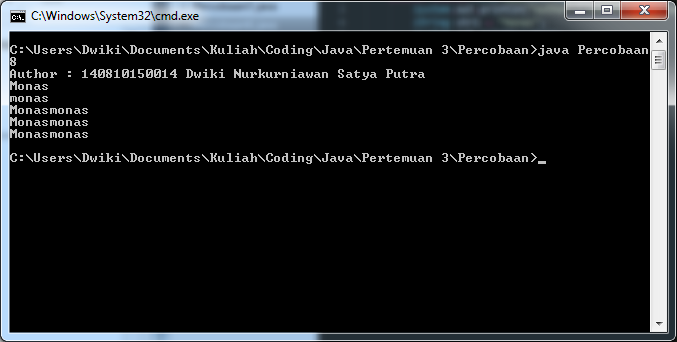 C:\Windows\System32\cmd.exe
C:\Users\Dwiki\Documents\Kuliah\Coding\Java\Pertemuan 3\Percobaan>java Percobaan
8
Author : 140810150014 Dwiki Nurkurniawan Satya Putra
Monas
monas
Monasmonas
Monasmonas
Monasmonas
C:\Users\Dwiki\Documents\Kuliah\Coding\Java\Pertemuan 3\Percobaan>_